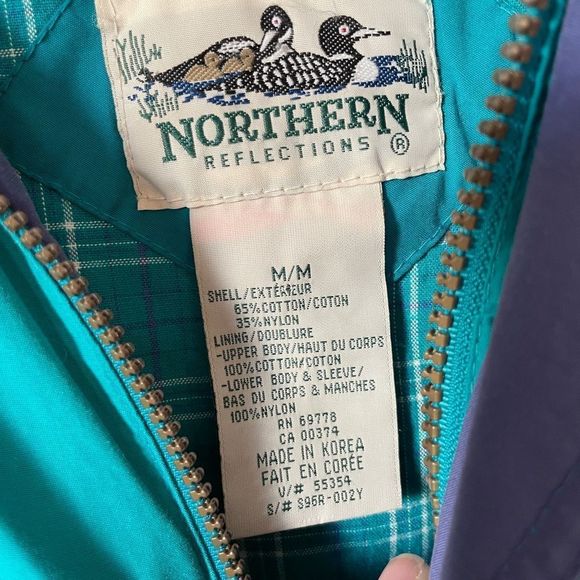 NORTHERN
REFLECTIONS ®
M/M
SHELL/EXTÉRIEUR
65%COTTON/COTON
35%NYLON
LINING/DOUBLURE
-UPPER BODY/HAUT DU CORPS
100%COTTON/COTON
-LOWER BODY & SLEEVE/
BAS DU CORPS & MANCHES
100%NYLON
RN 69778
CA 00374
MADE IN KOREA
FAIT EN CORÉE
V/# 55354
S/# S96R-002Y